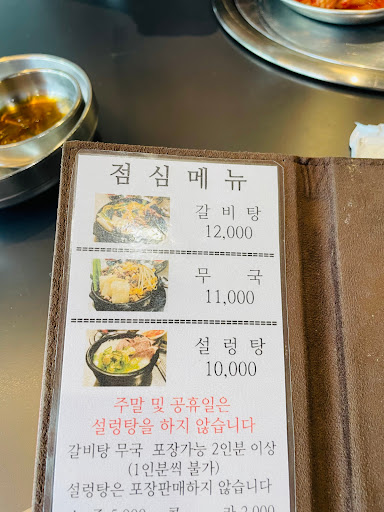 점심메뉴
갈비탕
12,000
무국
11,000
설렁탕
10,000
주말 및 공휴일은
설렁탕을 하지 않습니다
갈비탕 무국 포장가능 2인분 이상
(1인분씩 불가)
설렁탕은 포장판매하지 않습니다